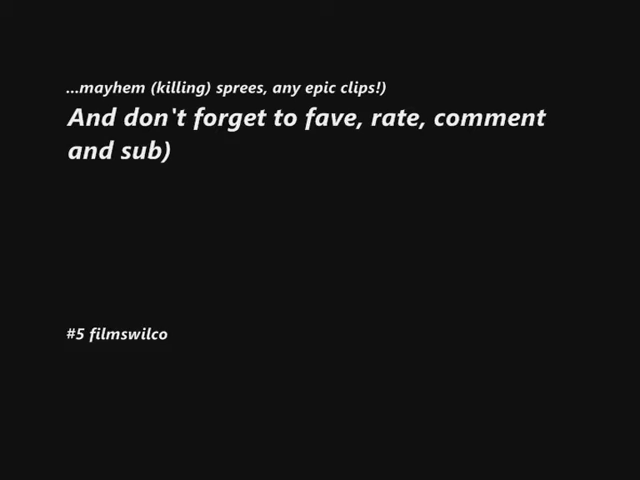 ...mayhem (killing) sprees, any epic clips!)
And don't forget to fave, rate, comment
and sub)
#5 filmswilco